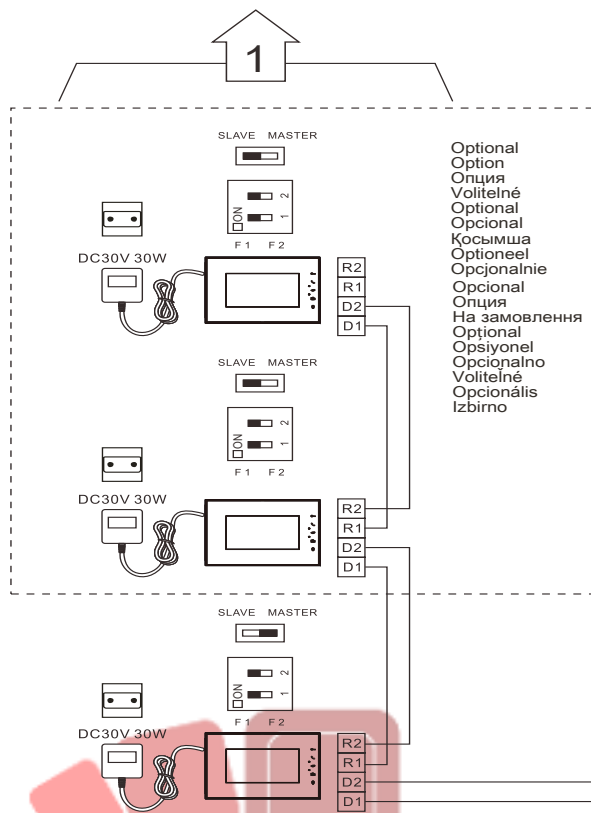 1
SLAVE MASTER
ON
2
1
F1 F2
DC30V 30W
R2
R1
D2
D1
Optional
Option
Опция
Volitelné
Optional
Opcional
Қосымша
Optioneel
Opcjonalnie
Opcional
Опция
На замовлення
Opțional
Opsiyonel
Opcionalno
Voliteľné
Opcionális
Izbirno
SLAVE MASTER
ON
2
1
F1 F2
DC30V 30W
R2
R1
D2
D1
SLAVE MASTER
ON
2
1
F1 F2
DC30V 30W
R2
R1
D2
D1